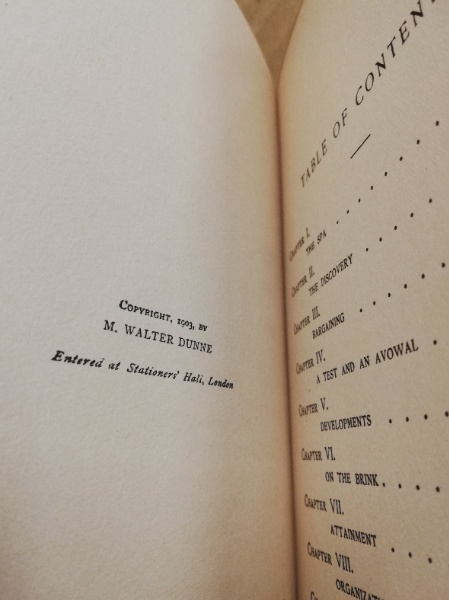 COPYRIGHT, 1903, BY
M. WALTER DUNNE
Entered at Stationers' Hall, London
TABLE OF
CHAPTER I.
THE SPA
CHAPTER II.
THE DISCOVERY
CHAPTER III.
BARGAINING
CHAPTER IV.
A TEST AND AN AVOWAL
CHAPTER V.
DEVELOPMENTS
CHAPTER VI.
ON THE BRINK
CHAPTER VII.
ATTAINMENT
CHAPTER VIII.